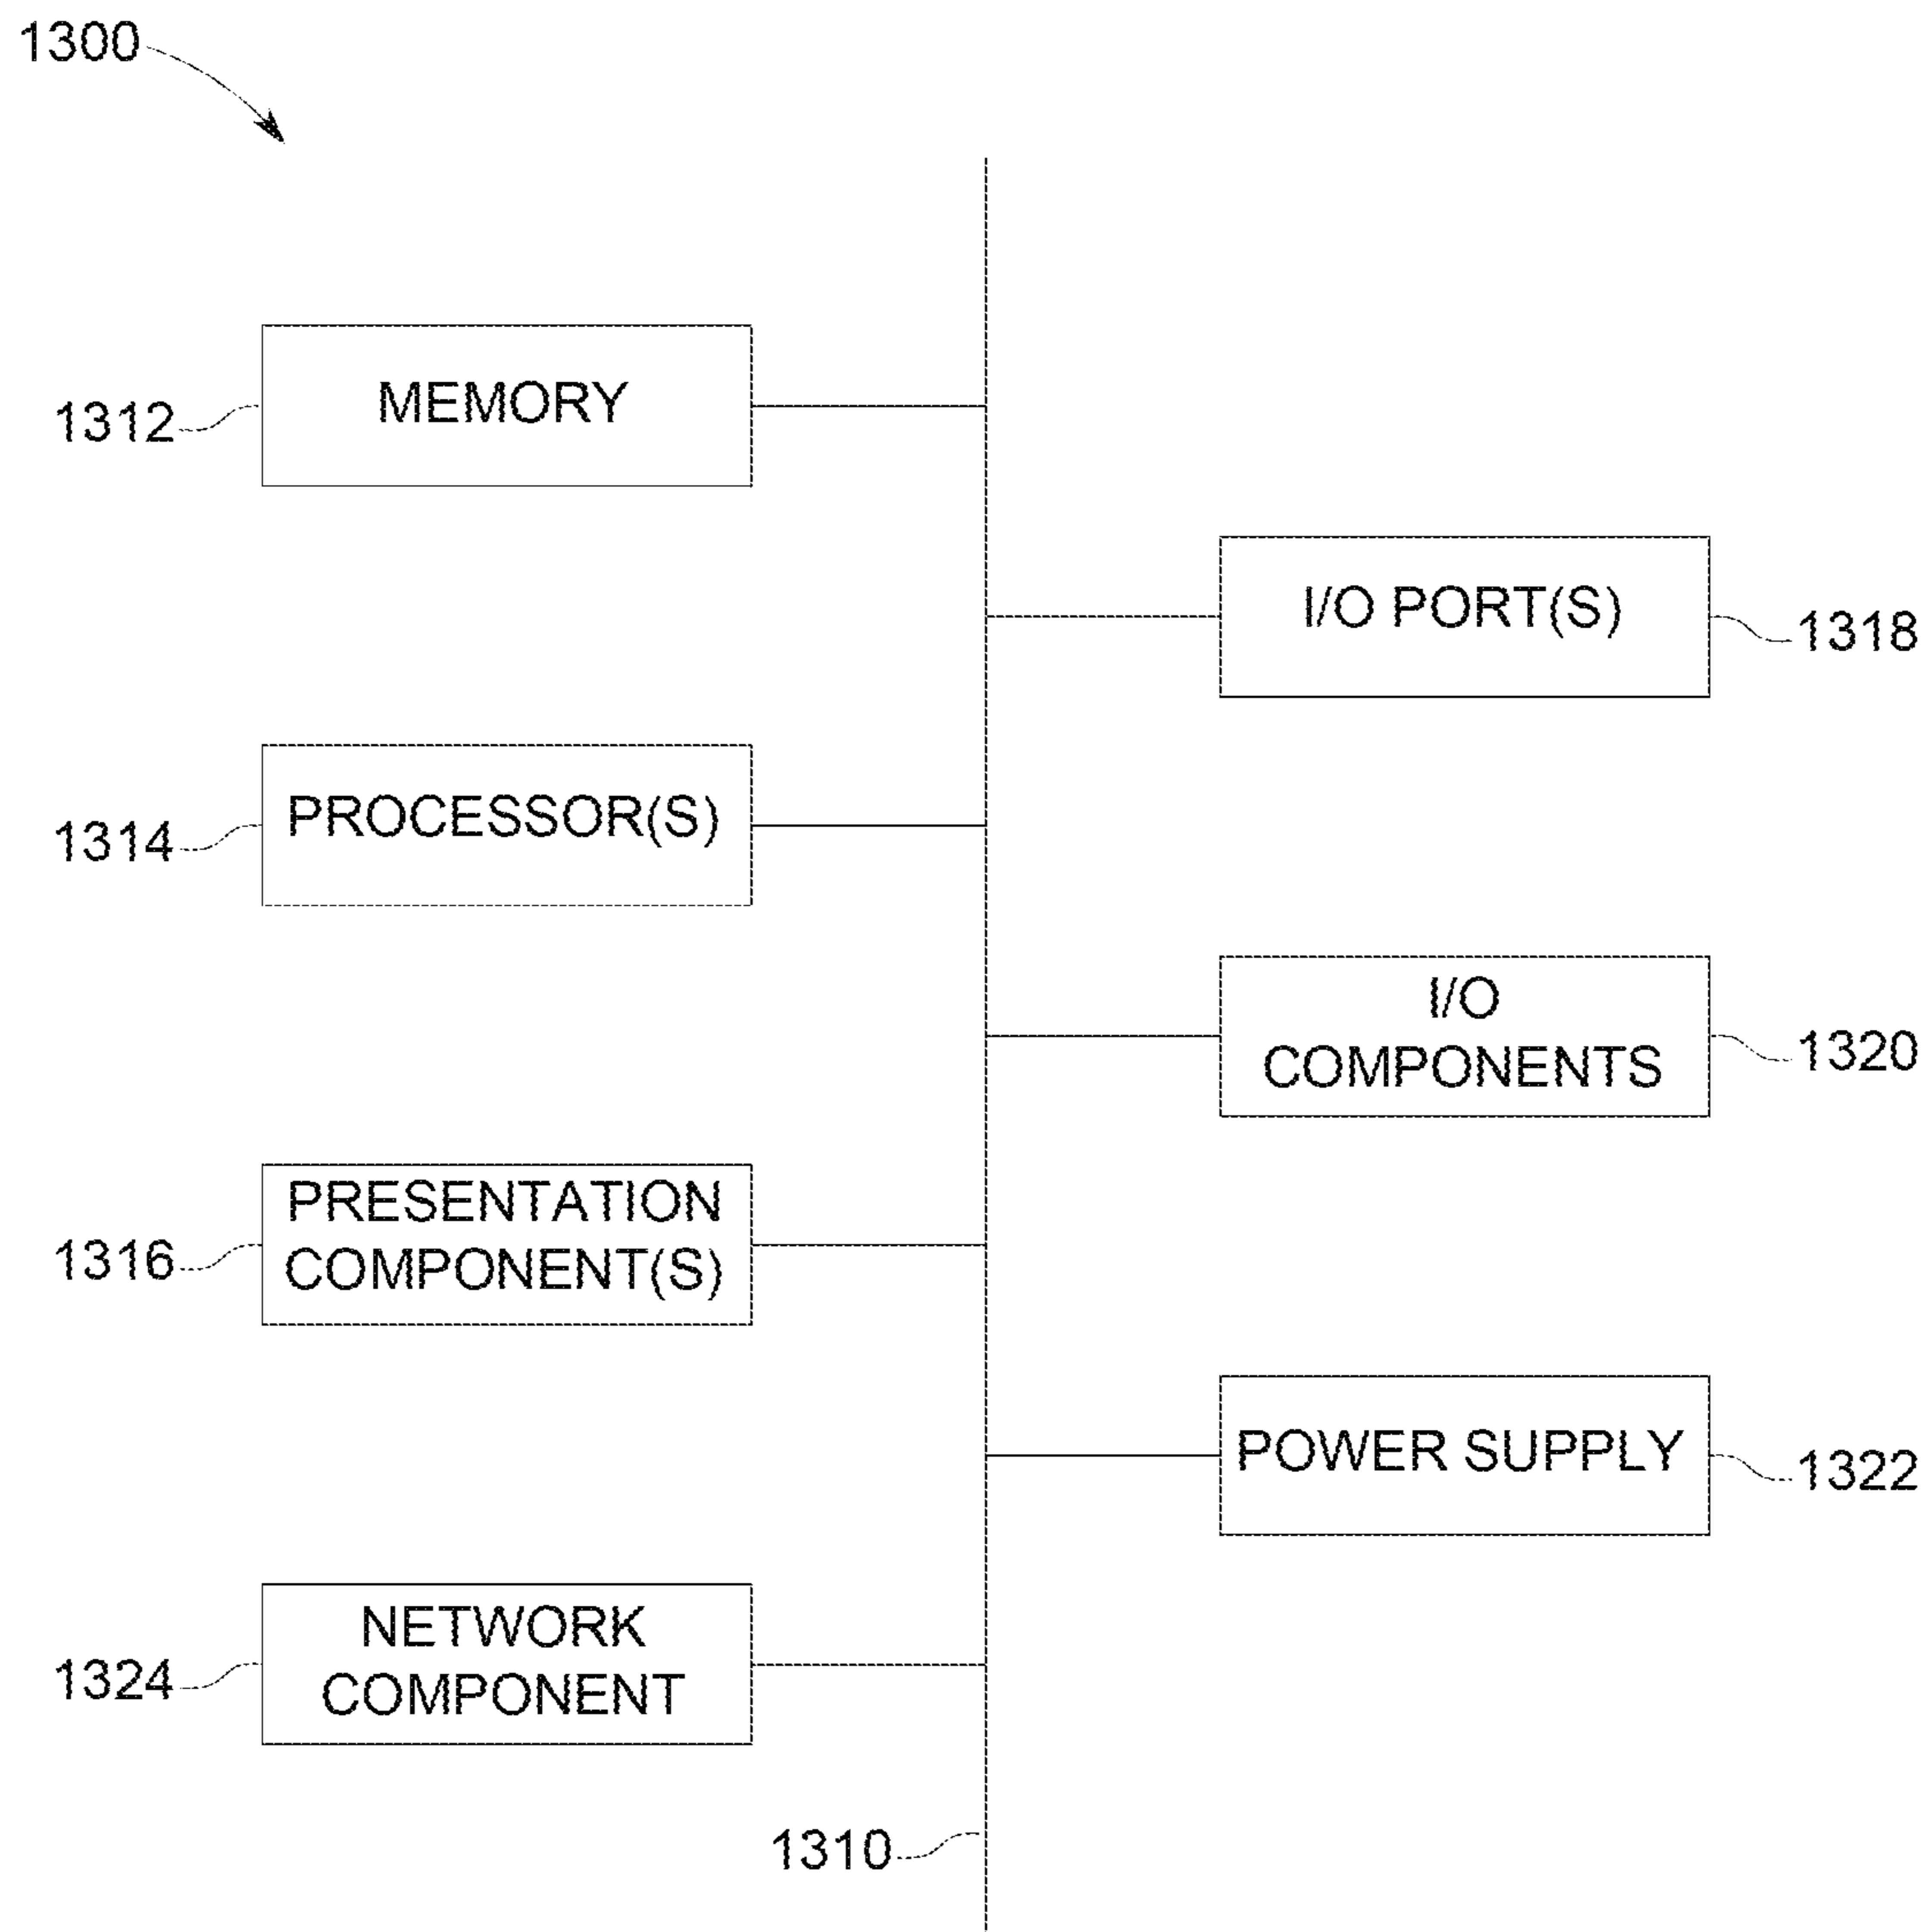 1300
MEMORY
1312
I/O PORT(S)
1318
PROCESSOR(S)
1314
I/O
COMPONENTS
1320
PRESENTATION
COMPONENT(S)
1316
POWER SUPPLY
1322
NETWORK
COMPONENT
1324
1310